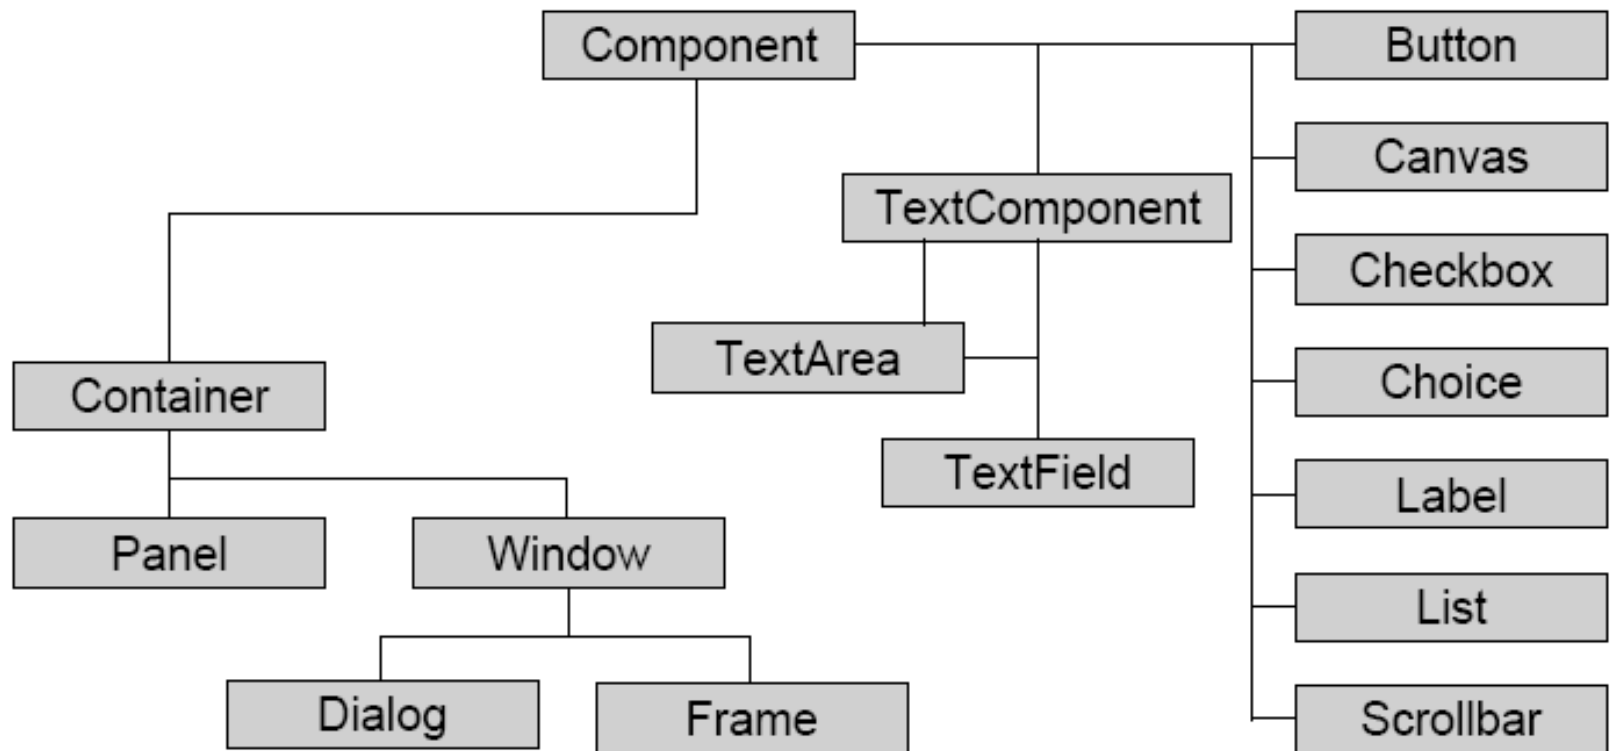 Component
Button
Canvas
TextComponent
Checkbox
TextArea
Choice
Container
TextField
Label
Panel
Window
List
Dialog
Frame
Scrollbar